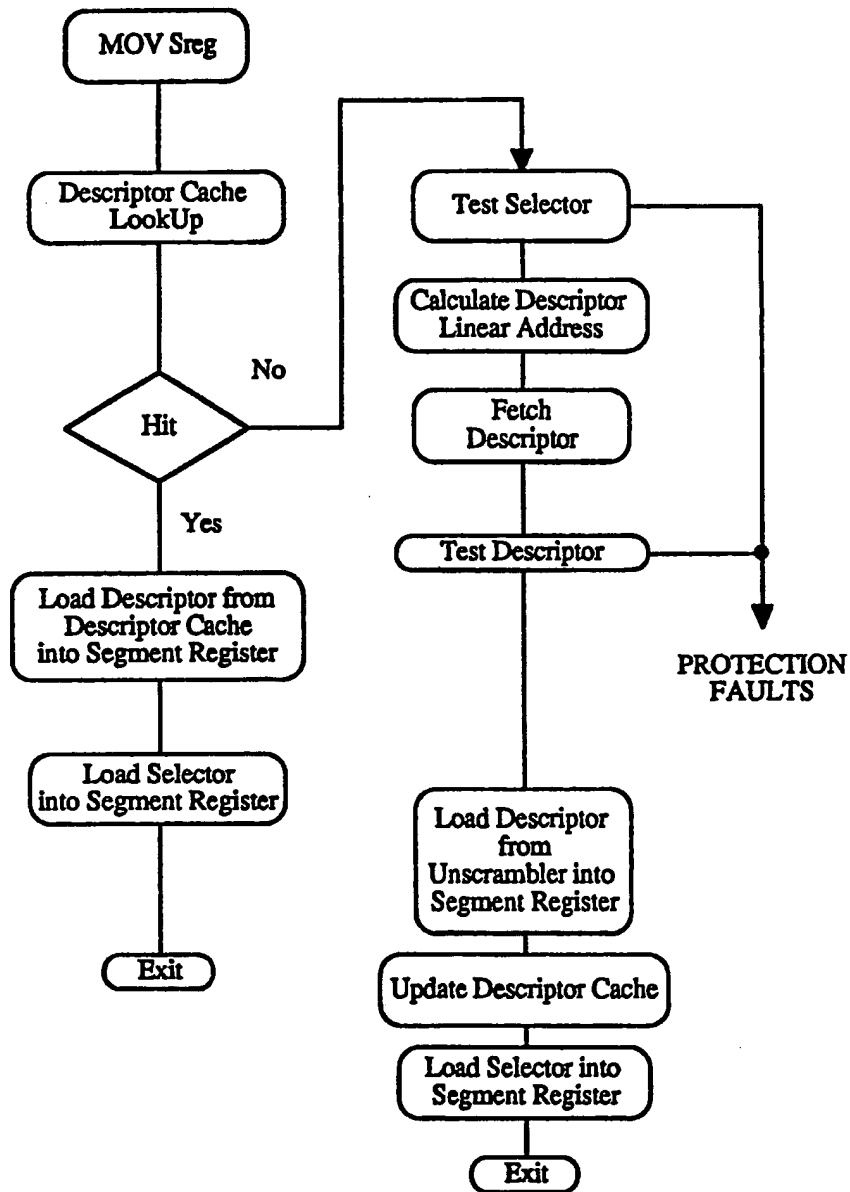 MOV Sreg
Descriptor Cache
LookUp
Hit
No
Yes
Load Descriptor from
Descriptor Cache
into Segment Register
Load Selector
into Segment Register
Exit
Test Selector
Calculate Descriptor
Linear Address
Fetch
Descriptor
Test Descriptor
PROTECTION
FAULTS
Load Descriptor
from
Unscrambler into
Segment Register
Update Descriptor Cache
Load Selector into
Segment Register
Exit